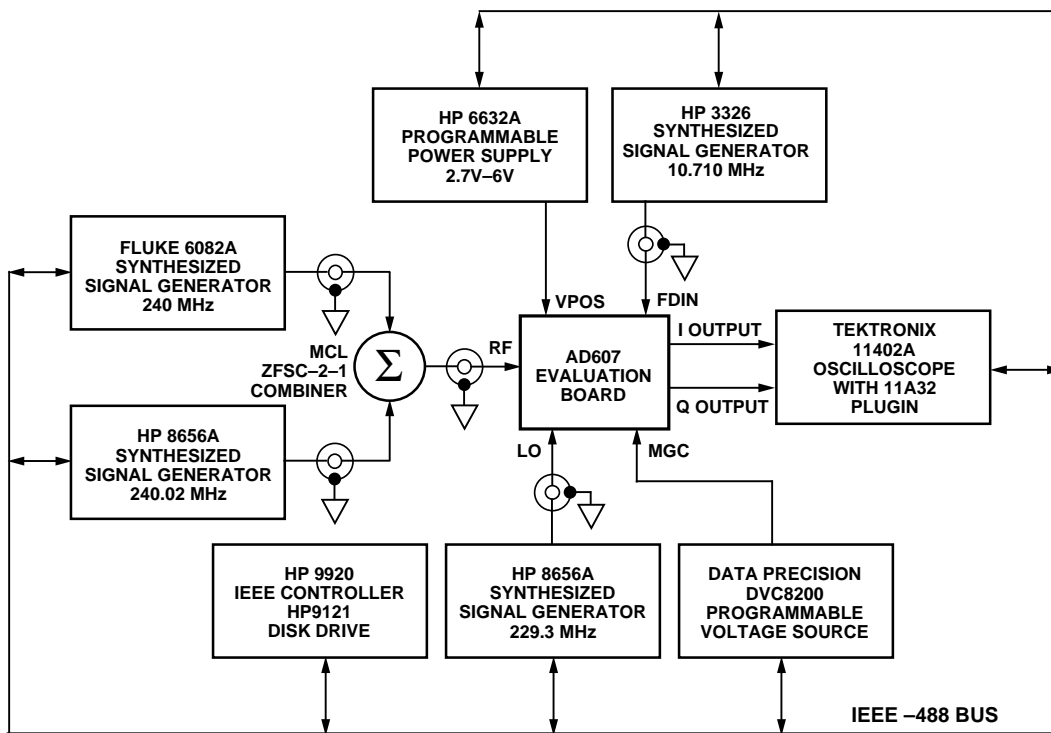 HP 6632A
PROGRAMMABLE
POWER SUPPLY
2.7V–6V
HP 3326
SYNTHESIZED
SIGNAL GENERATOR
10.710 MHz
FLUKE 6082A
SYNTHESIZED
SIGNAL GENERATOR
240 MHz
VPOS
FDIN
MCL
ZFSC–2–1
COMBINER
Σ
RF
AD607
EVALUATION
BOARD
I OUTPUT
Q OUTPUT
TEKTRONIX
11402A
OSCILLOSCOPE
WITH 11A32
PLUGIN
HP 8656A
SYNTHESIZED
SIGNAL GENERATOR
240.02 MHz
LO
MGC
HP 9920
IEEE CONTROLLER
HP9121
DISK DRIVE
HP 8656A
SYNTHESIZED
SIGNAL GENERATOR
229.3 MHz
DATA PRECISION
DVC8200
PROGRAMMABLE
VOLTAGE SOURCE
IEEE –488 BUS